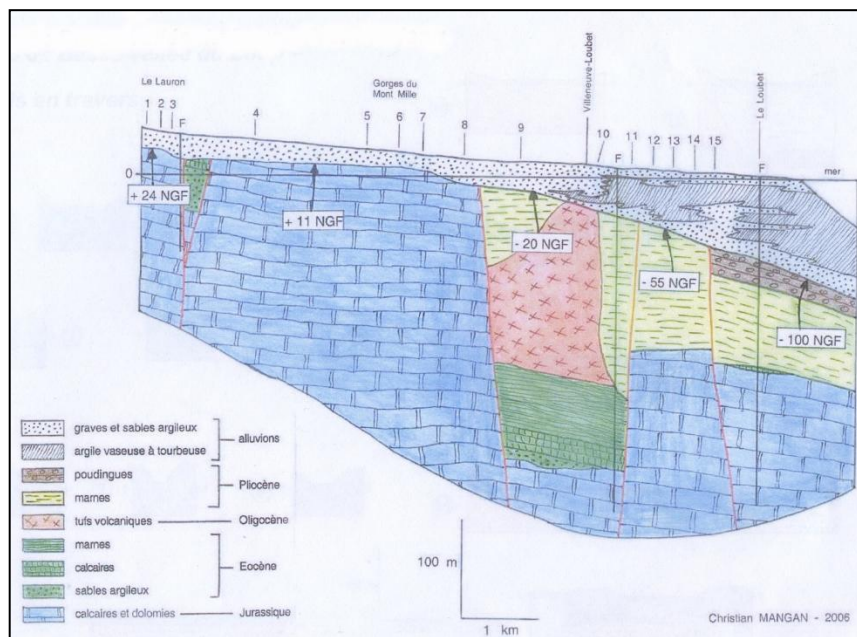 Le Lauron
Gorges du
Mont Mille
Villeneuve-Loubet
Le Loubet
1 2 3 F 4 5 6 7 8 9 10 F 11 12 13 14 15 F
0
mer
+ 24 NGF
+ 11 NGF
- 20 NGF
- 55 NGF
- 100 NGF
graves et sables argileux
argile vaseuse à tourbeuse
alluvions
poudingues
marnes
Pliocène
tufs volcaniques
Oligocène
marnes
calcaires
sables argileux
Eocène
calcaires et dolomies
Jurassique
100 m
1 km
Christian MANGAN - 2006